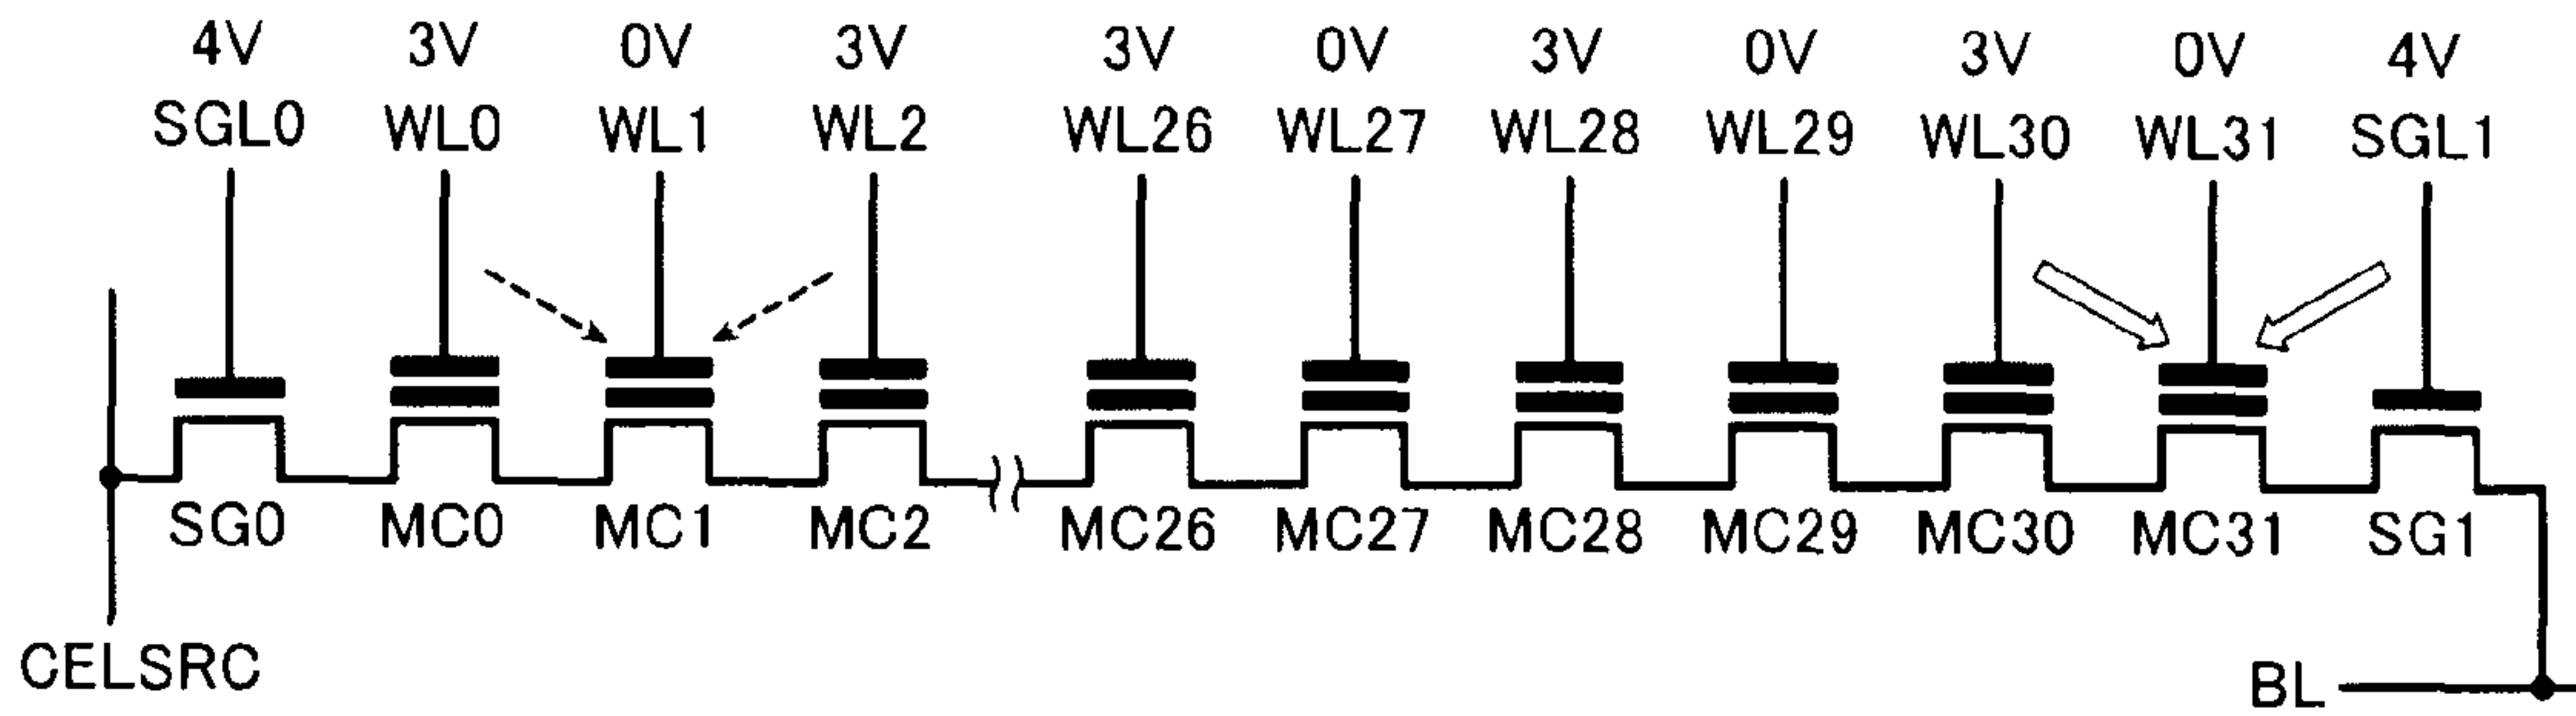 4V 3V 0V 3V 3V 0V 3V 0V 3V 0V 4V
SGL0 WL0 WL1 WL2 WL26 WL27 WL28 WL29 WL30 WL31 SGL1
SG0 MC0 MC1 MC2 MC26 MC27 MC28 MC29 MC30 MC31 SG1
CELSRC BL